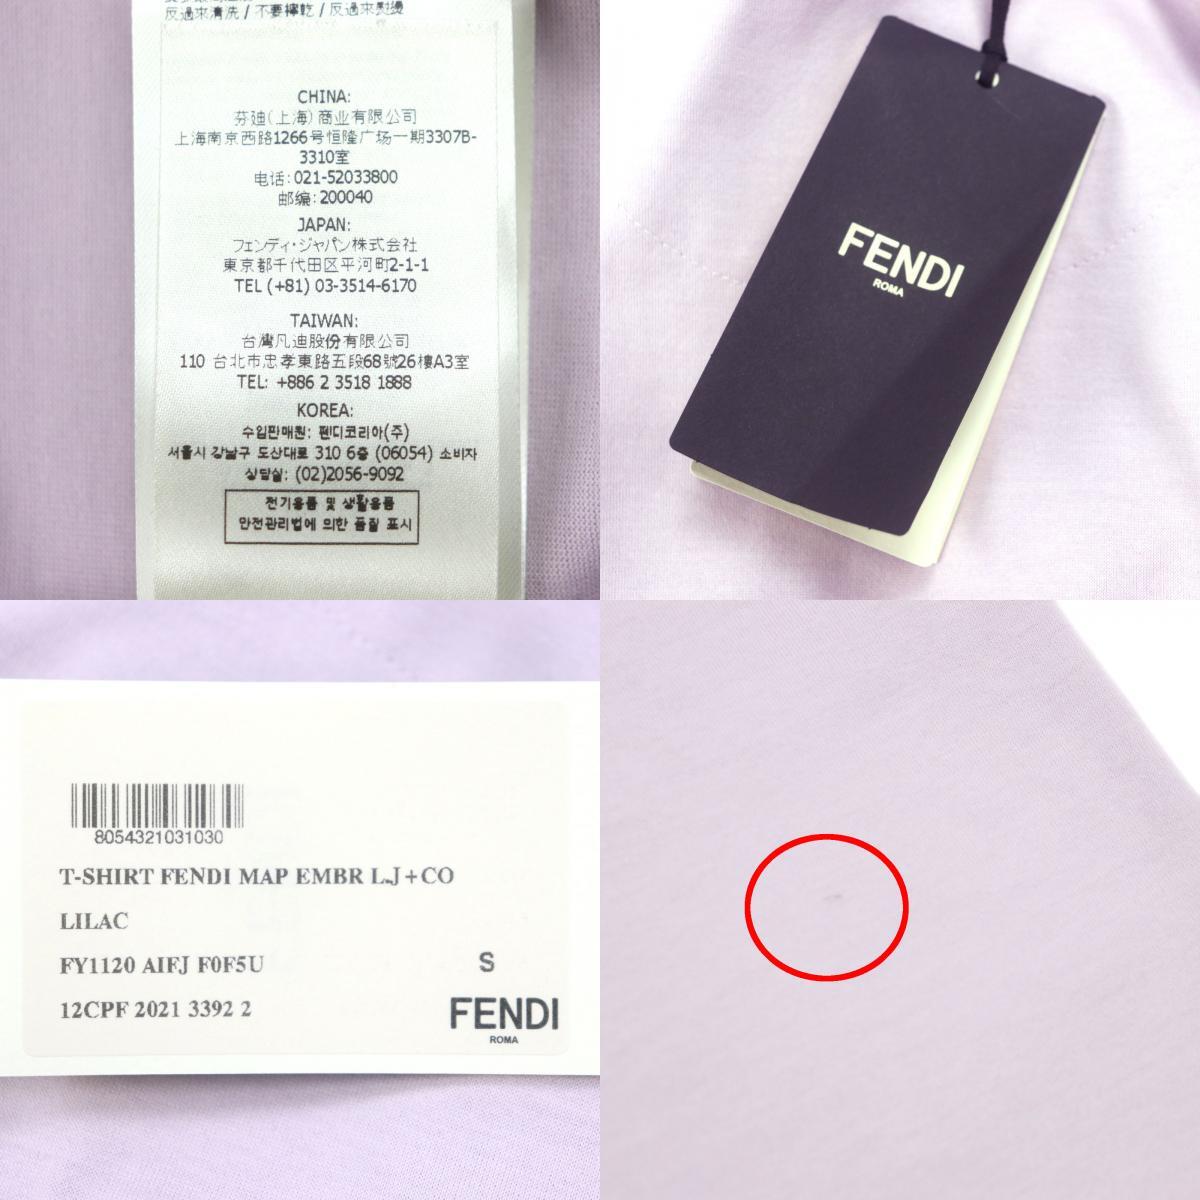 反過來清洗 / 不要擰乾 / 反過來熨燙
CHINA:
芬迪(上海)商业有限公司
上海南京西路1266号恒隆广场一期3307B-
3310室
电话: 021-52033800
邮编: 200040
JAPAN:
フェンディ・ジャパン株式会社
東京都千代田区平河町2-1-1
TEL (+81) 03-3514-6170
TAIWAN:
台灣凡迪股份有限公司
110 台北市忠孝東路五段68號26樓A3室
TEL: +886 2 3518 1888
KOREA:
수입판매원: 펜디코리아(주)
서울시 강남구 도산대로 310 6층 (06054) 소비자
상담실: (02)2056-9092
전기용품 및 생활용품
안전관리법에 의한 품질 표시
FENDI
ROMA
8054321031030
T-SHIRT FENDI MAP EMBR L.J+CO
LILAC
FY1120 AIFJ F0F5U
S
12CPF 2021 3392 2
FENDI
ROMA